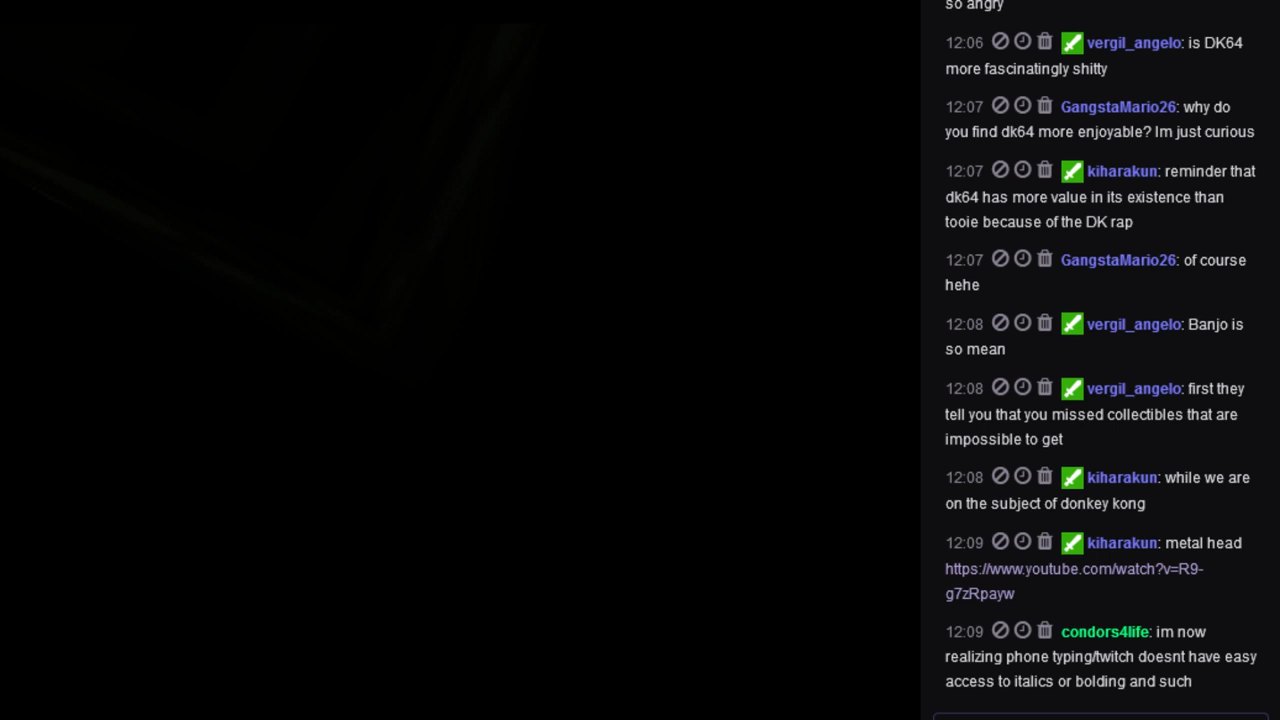 so angry
12:06 vergil_angelo: is DK64
more fascinatingly shitty
12:07 GangstaMario26: why do
you find dk64 more enjoyable? Im just curious
12:07 kiharakun: reminder that
dk64 has more value in its existence than
tooie because of the DK rap
12:07 GangstaMario26: of course
hehe
12:08 vergil_angelo: Banjo is
so mean
12:08 vergil_angelo: first they
tell you that you missed collectibles that are
impossible to get
12:08 kiharakun: while we are
on the subject of donkey kong
12:09 kiharakun: metal head
https://www.youtube.com/watch?v=R9-
g7zRpayw
12:09 condors4life: im now
realizing phone typing/twitch doesnt have easy
access to italics or bolding and such